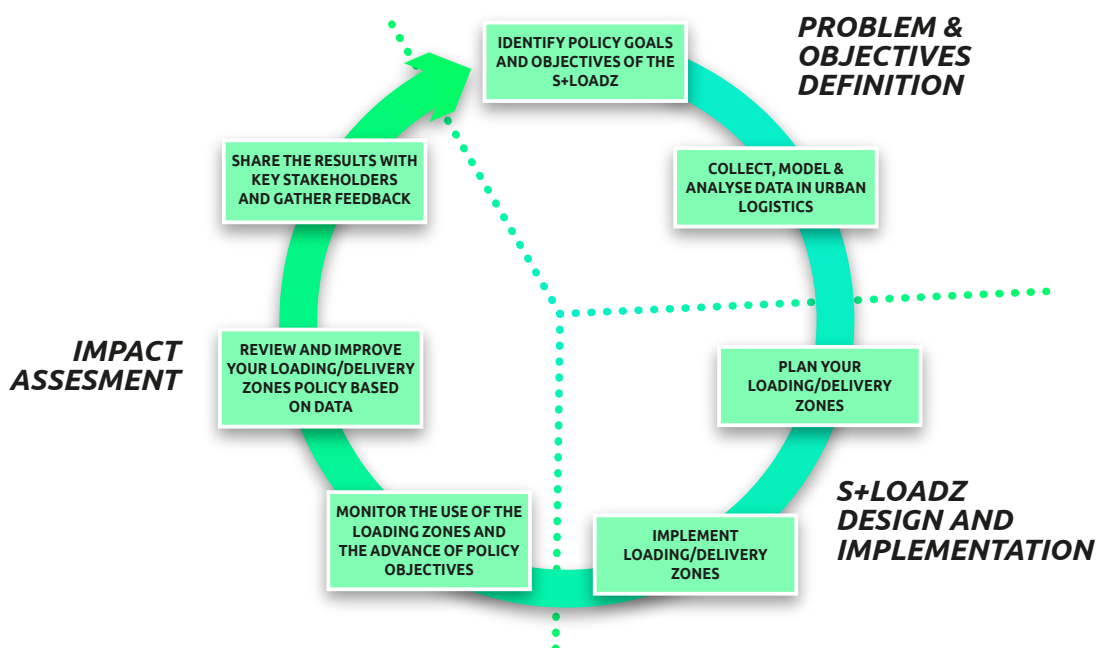 PROBLEM &
OBJECTIVES
DEFINITION
IDENTIFY POLICY GOALS
AND OBJECTIVES OF THE
S+LOADZ
COLLECT, MODEL &
ANALYSE DATA IN URBAN
LOGISTICS
PLAN YOUR
LOADING/DELIVERY
ZONES
S+LOADZ
DESIGN AND
IMPLEMENTATION
IMPLEMENT
LOADING/DELIVERY
ZONES
MONITOR THE USE OF THE
LOADING ZONES AND
THE ADVANCE OF POLICY
OBJECTIVES
IMPACT
ASSESMENT
REVIEW AND IMPROVE
YOUR LOADING/DELIVERY
ZONES POLICY BASED
ON DATA
SHARE THE RESULTS WITH
KEY STAKEHOLDERS
AND GATHER FEEDBACK